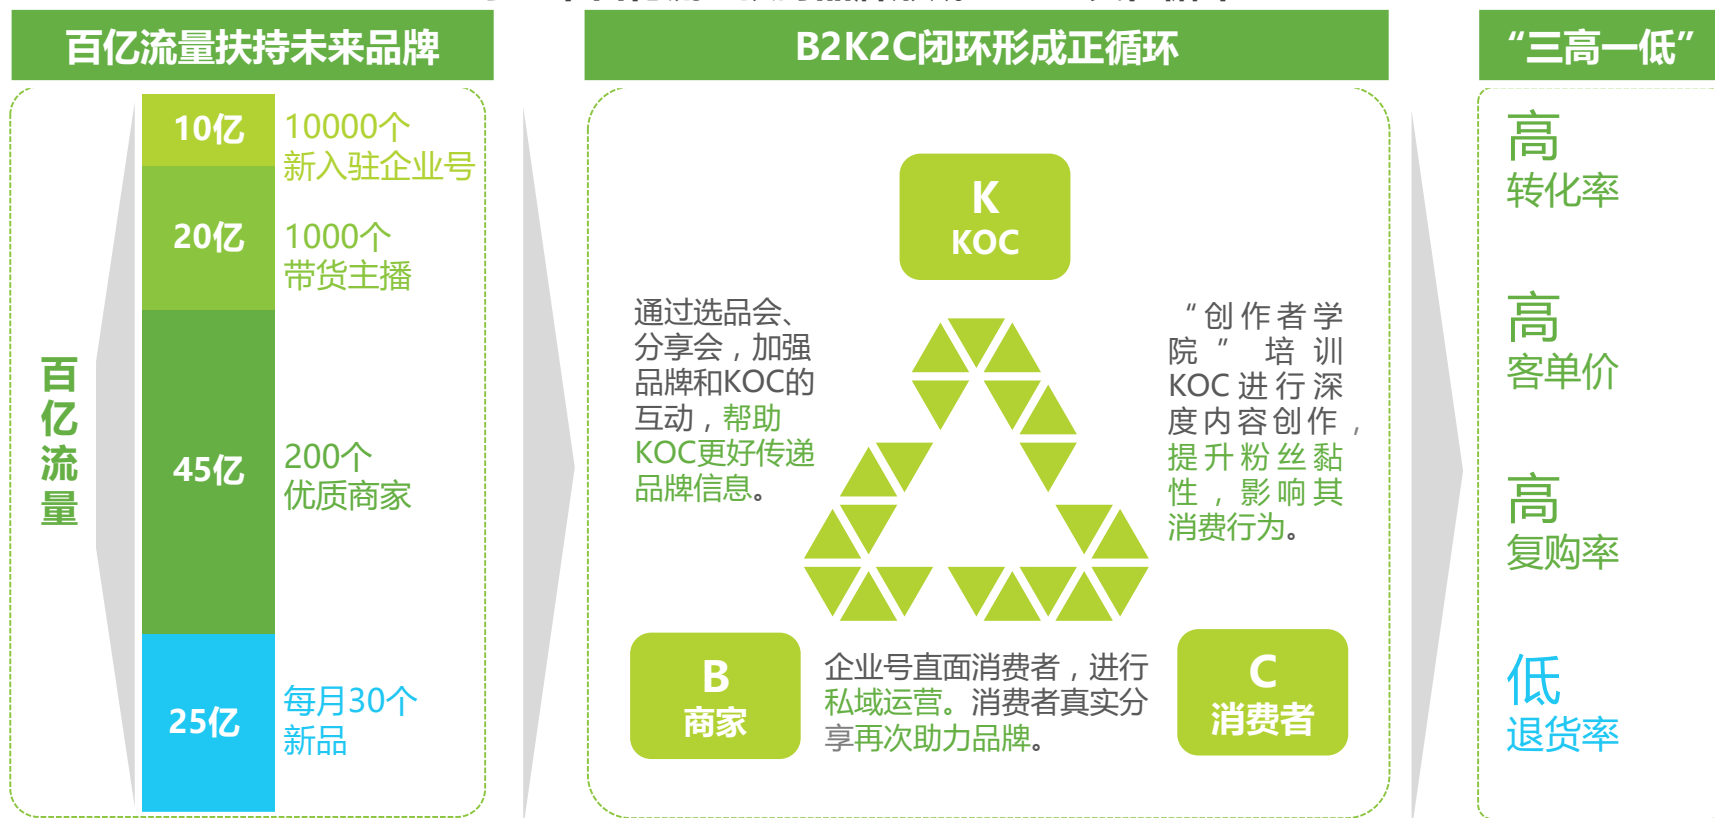 百亿流量扶持未来品牌
百亿流量
10亿
10000个
新入驻企业号
20亿
1000个
带货主播
45亿
200个
优质商家
25亿
每月30个
新品
B2K2C闭环形成正循环
K
KOC
通过选品会、
分享会，加强
品牌和KOC的
互动，帮助
KOC更好传递
品牌信息。
“创作者学
院”培训
KOC进行深
度内容创作，
提升粉丝黏
性，影响其
消费行为。
B
商家
企业号直面消费者，进行
私域运营。消费者真实分
享再次助力品牌。
C
消费者
“三高一低”
高
转化率
高
客单价
高
复购率
低
退货率